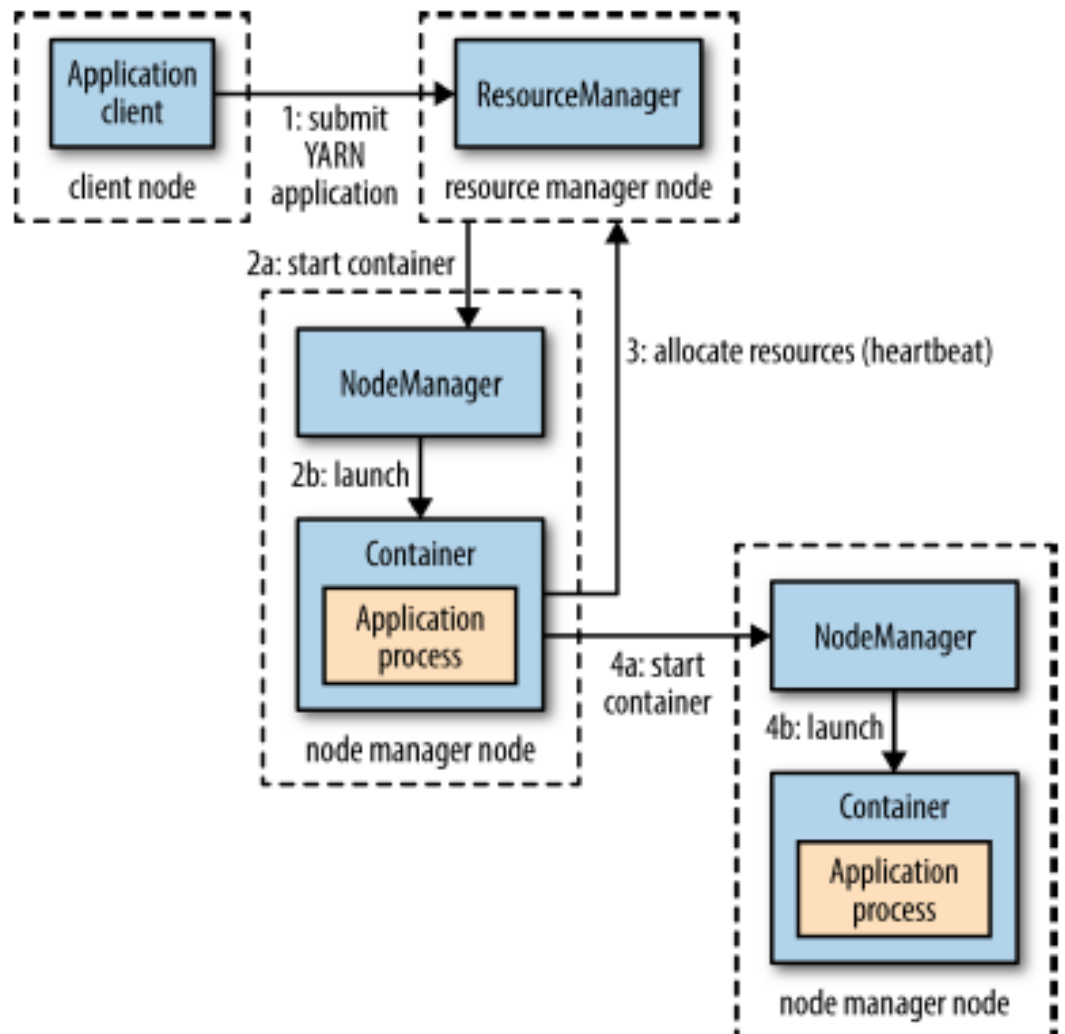 Application
client
client node
1: submit
YARN
application
ResourceManager
resource manager node
2a: start container
NodeManager
2b: launch
Container
Application
process
node manager node
3: allocate resources (heartbeat)
4a: start
container
NodeManager
4b: launch
Container
Application
process
node manager node